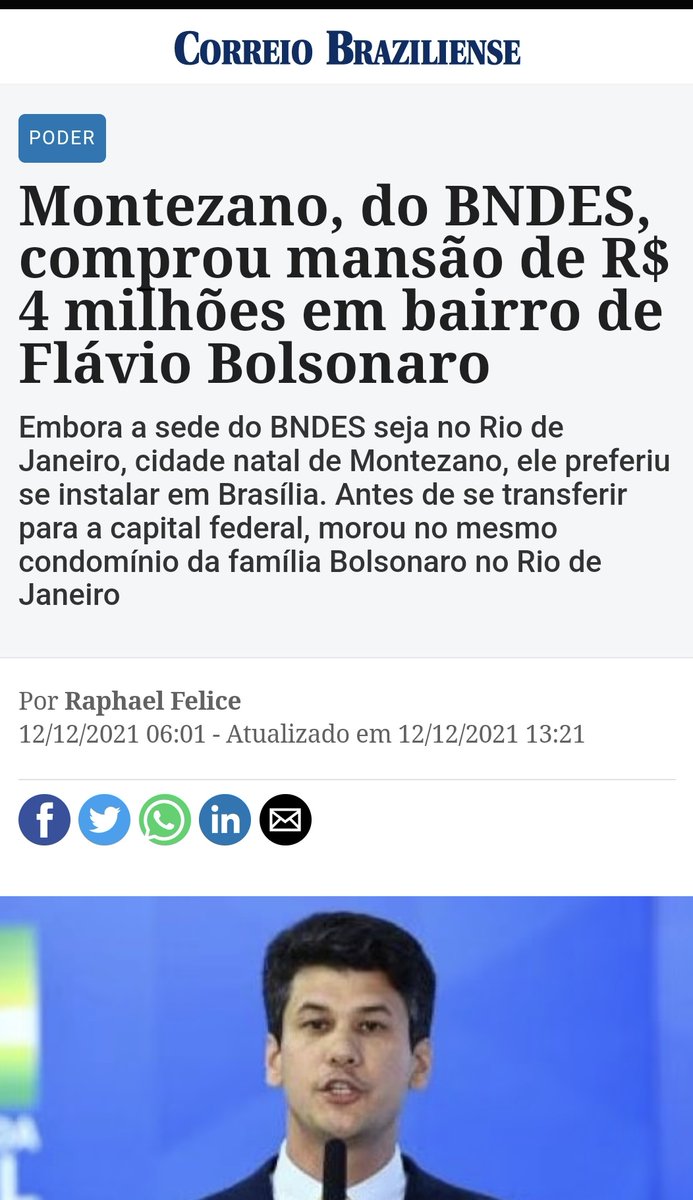 CORREIO BRAZILIENSE
PODER
Montezano, do BNDES,
comprou mansão de R$
4 milhões em bairro de
Flávio Bolsonaro
Embora a sede do BNDES seja no Rio de
Janeiro, cidade natal de Montezano, ele preferiu
se instalar em Brasília. Antes de se transferir
para a capital federal, morou no mesmo
condomínio da família Bolsonaro no Rio de
Janeiro
Por Raphael Felice
12/12/2021 06:01 - Atualizado em 12/12/2021 13:21